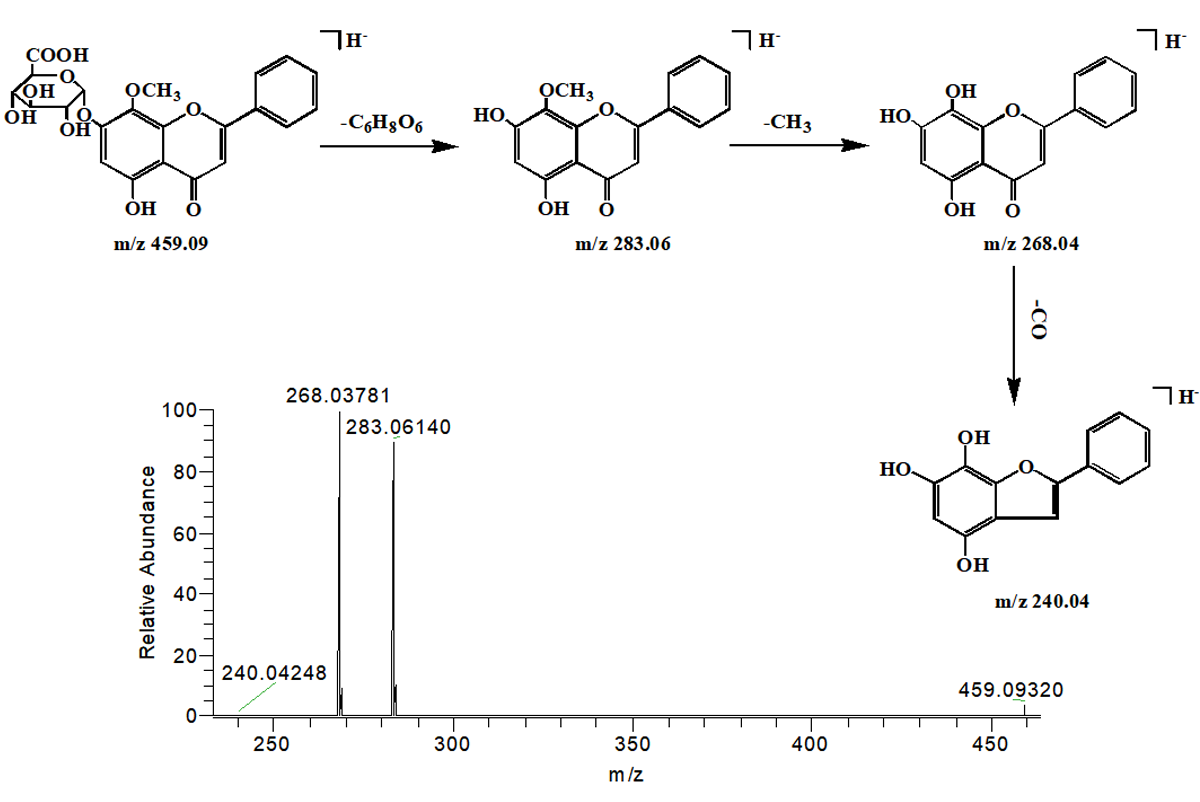 COOH
O
OH
OH
OH
O
OCH3
O
OH
O
H-
m/z 459.09
-C6H8O6
HO
OCH3
O
OH
O
H-
m/z 283.06
-CH3
HO
OH
O
OH
O
H-
m/z 268.04
-CO
HO
OH
O
OH
H-
m/z 240.04
268.03781
283.06140
240.04248
459.09320
Relative Abundance
100
80
60
40
20
0
250
300
350
400
450
m/z